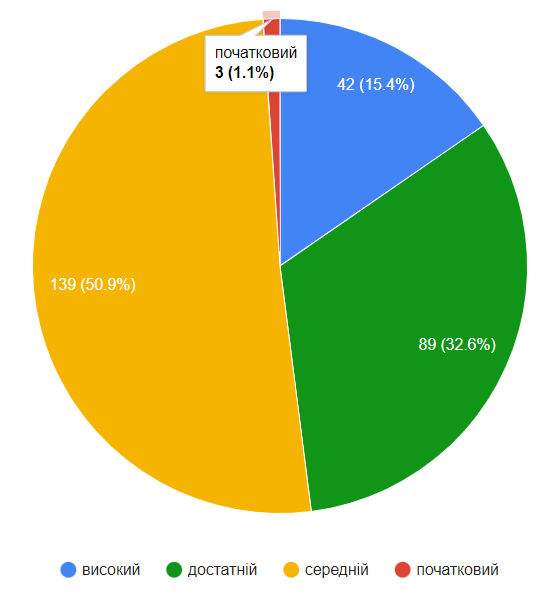 початковий
3 (1.1%)
42 (15.4%)
139 (50.9%)
89 (32.6%)
високий
достатній
середній
початковий